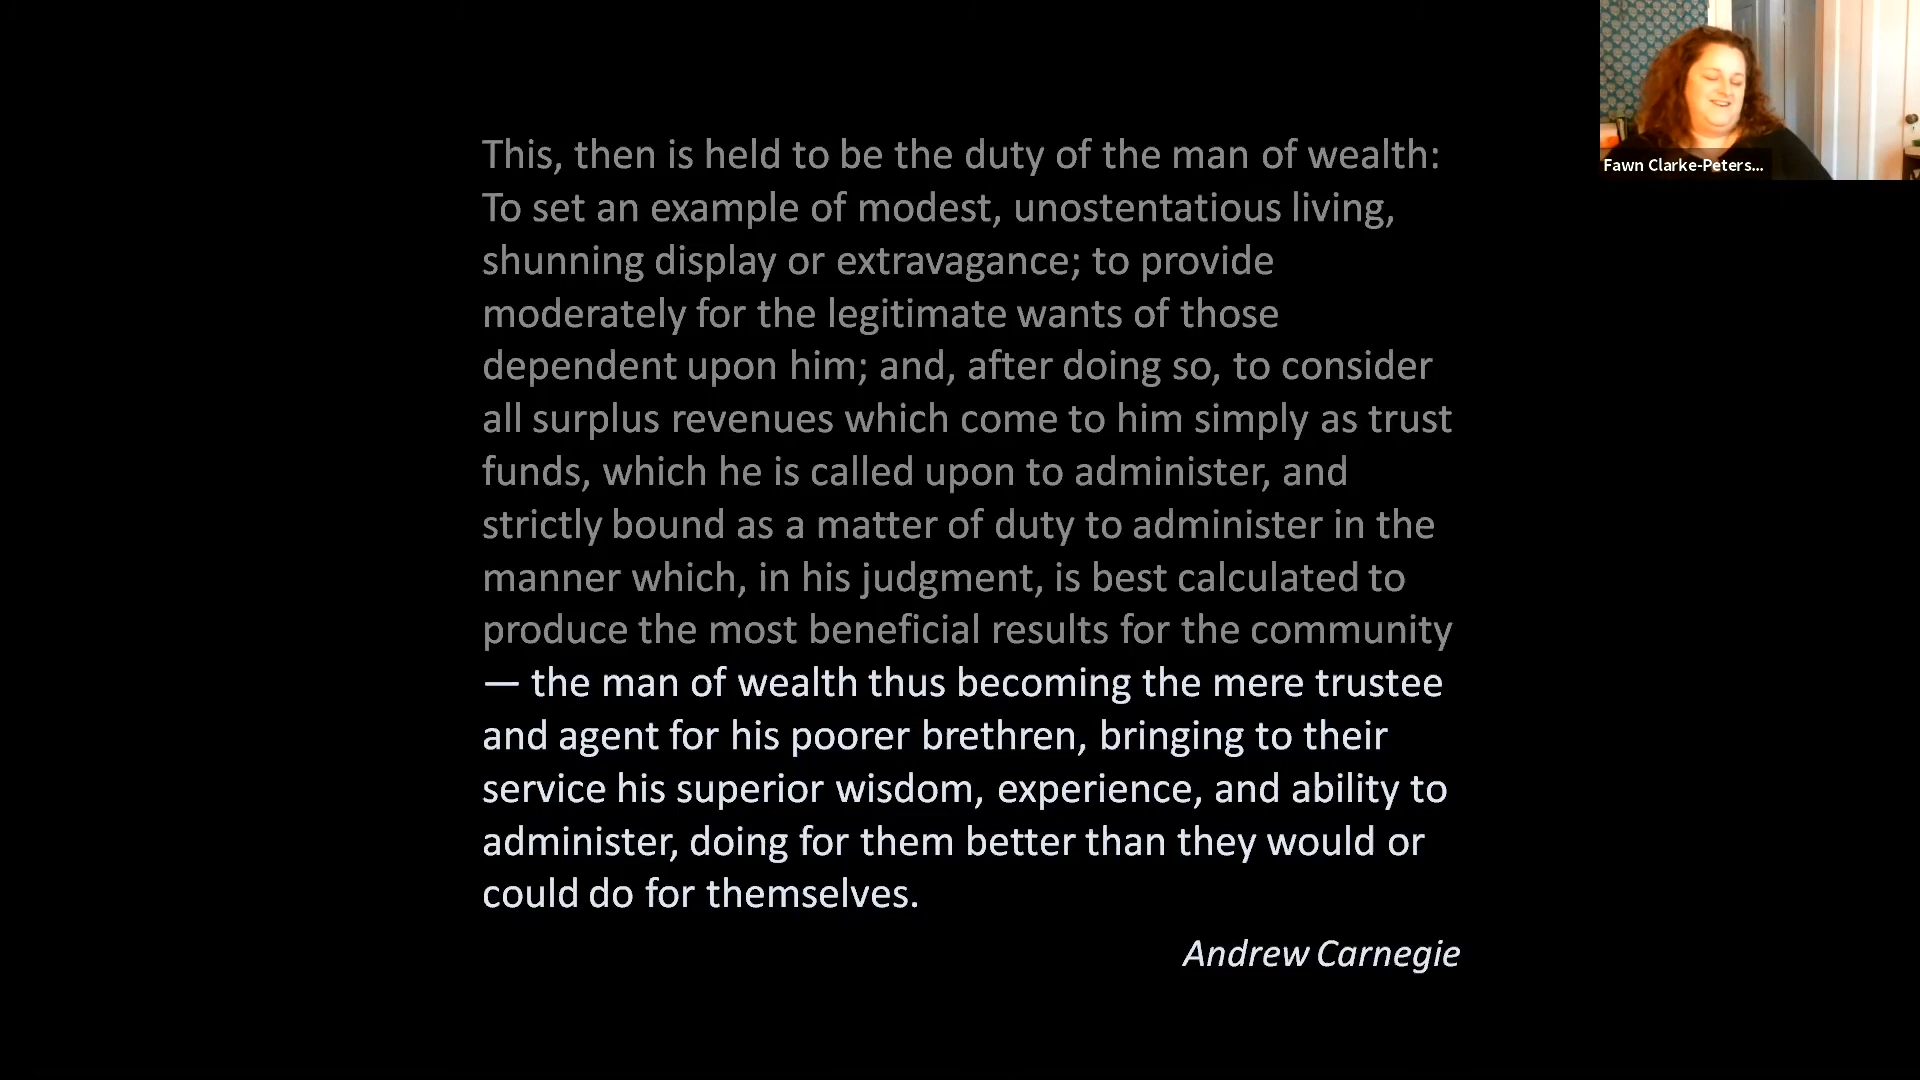 This, then is held to be the duty of the man of wealth:
To set an example of modest, unostentatious living,
shunning display or extravagance; to provide
moderately for the legitimate wants of those
dependent upon him; and, after doing so, to consider
all surplus revenues which come to him simply as trust
funds, which he is called upon to administer, and
strictly bound as a matter of duty to administer in the
manner which, in his judgment, is best calculated to
produce the most beneficial results for the community
— the man of wealth thus becoming the mere trustee
and agent for his poorer brethren, bringing to their
service his superior wisdom, experience, and ability to
administer, doing for them better than they would or
could do for themselves.
Andrew Carnegie
Fawn Clarke-Peters...